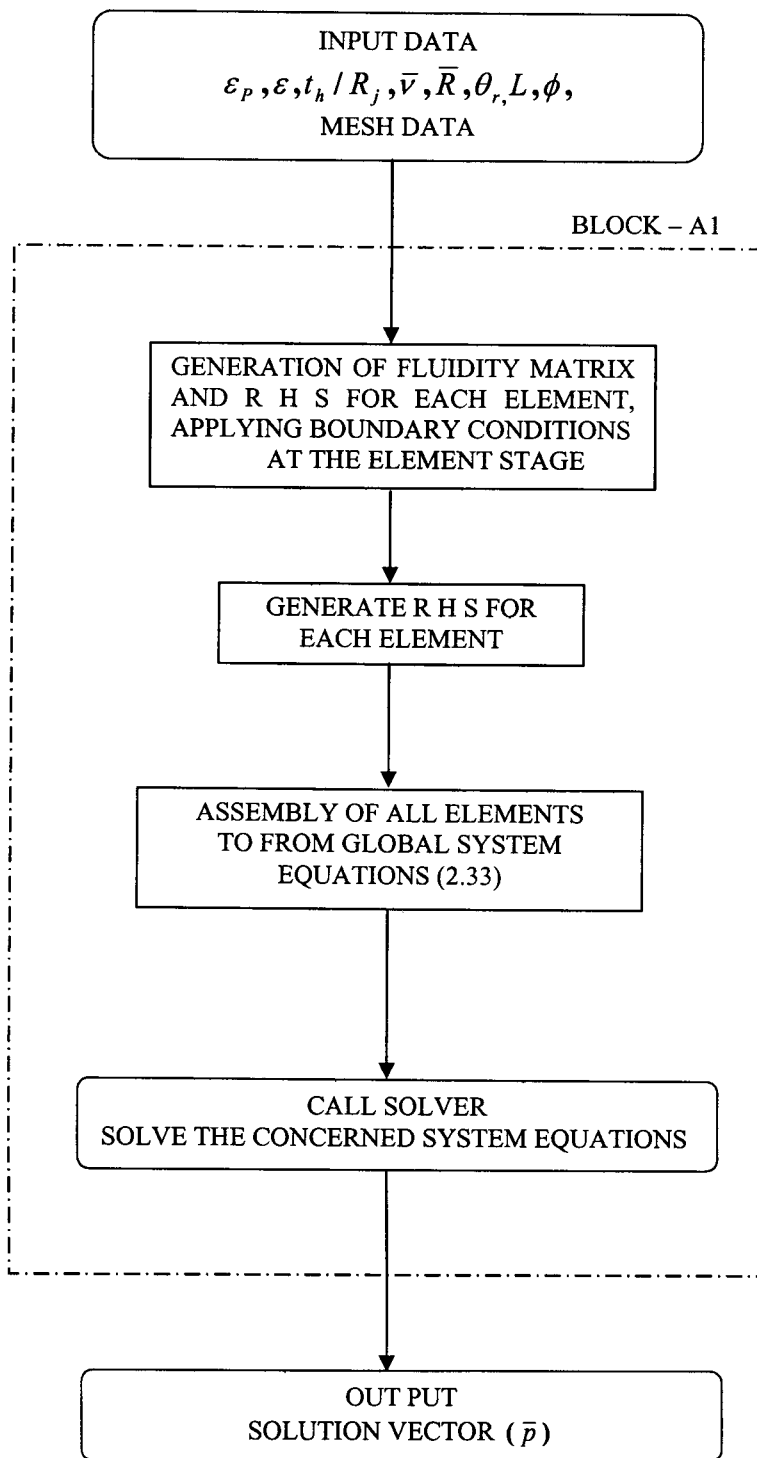 INPUT DATA
ε_P , ε, t_h / R_j , ν̄, R̄, θ_r, L, ϕ,
MESH DATA
BLOCK – A1
GENERATION OF FLUIDITY MATRIX
AND R H S FOR EACH ELEMENT,
APPLYING BOUNDARY CONDITIONS
AT THE ELEMENT STAGE
GENERATE R H S FOR
EACH ELEMENT
ASSEMBLY OF ALL ELEMENTS
TO FROM GLOBAL SYSTEM
EQUATIONS (2.33)
CALL SOLVER
SOLVE THE CONCERNED SYSTEM EQUATIONS
OUT PUT
SOLUTION VECTOR ( p̄ )